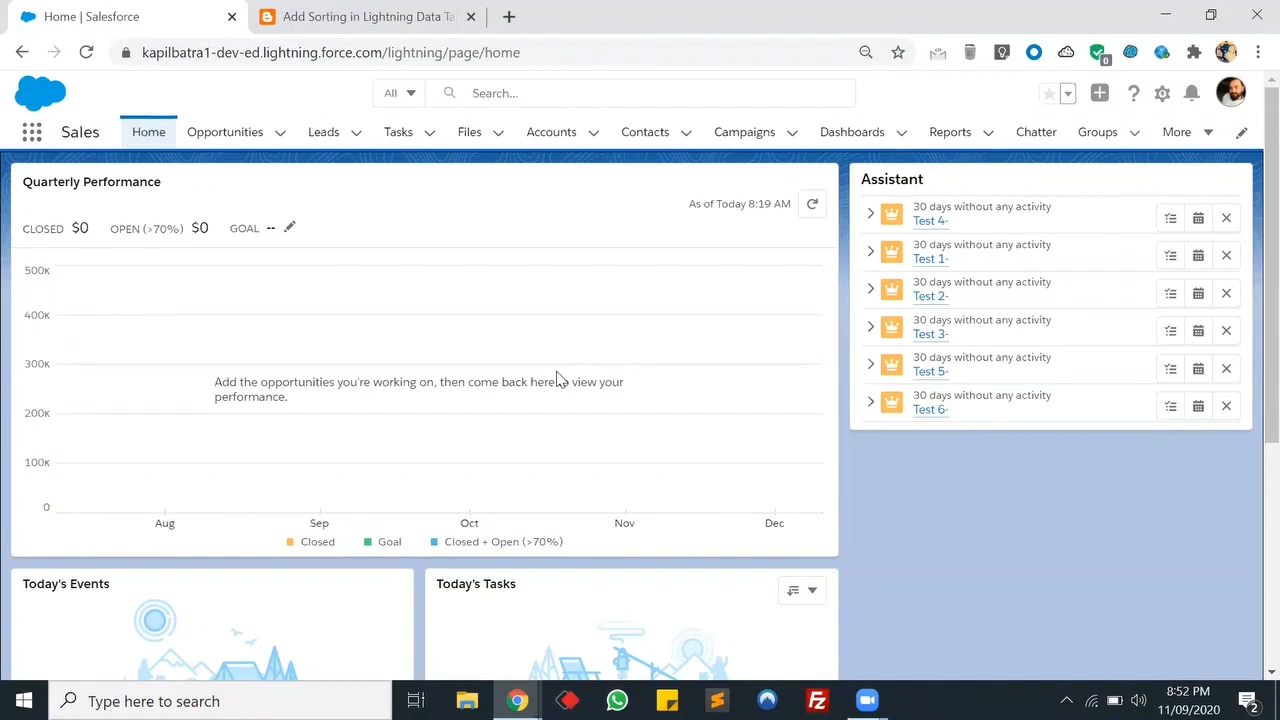 Home | Salesforce
Add Sorting in Lightning Data Ta
kapilbatra1-dev-ed.lightning.force.com/lightning/page/home
0
All
Search...
Sales
Home
Opportunities
Leads
Tasks
Files
Accounts
Contacts
Campaigns
Dashboards
Reports
Chatter
Groups
More
Quarterly Performance
As of Today 8:19 AM
CLOSED $0 OPEN (>70%) $0 GOAL --
500K
400K
300K
200K
100K
0
Add the opportunities you're working on, then come back here to view your
performance.
Aug
Sep
Oct
Nov
Dec
Closed
Goal
Closed + Open (>70%)
Assistant
30 days without any activity
Test 4-
30 days without any activity
Test 1-
30 days without any activity
Test 2-
30 days without any activity
Test 3-
30 days without any activity
Test 5-
30 days without any activity
Test 6-
Today's Events
Today's Tasks
Type here to search
8:52 PM
11/09/2020
2